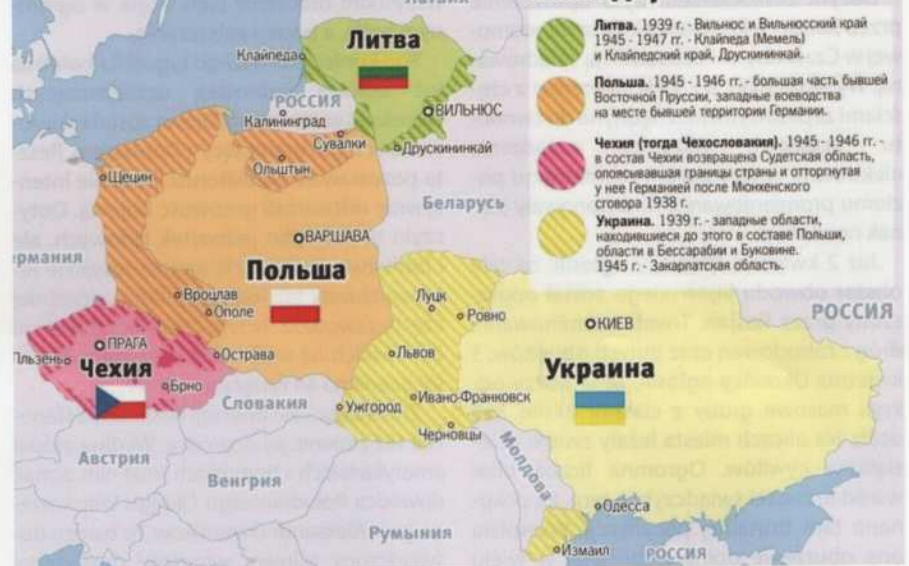 Литва
Литва. 1939 г. - Вильнюс и Вильнюсский край
1945 - 1947 гг. - Клайпеда (Мемель)
и Клайпедский край, Друскининкай.
Польша. 1945 - 1946 гг. - большая часть бывшей
Восточной Пруссии, западные воеводства
на месте бывшей территории Германии.
Чехия (тогда Чехословакия). 1945 - 1946 гг. -
в состав Чехии возвращена Судетская область,
опоясывавшая границы страны и отторгнутая
у нее Германией после Мюнхенского
сговора 1938 г.
Украина. 1939 г. - западные области,
находившиеся до этого в составе Польши,
области в Бессарабии и Буковине.
1945 г. - Закарпатская область.
Клайпеда
РОССИЯ
Калининград
ВИЛЬНЮС
Сувалки
Друскининкай
Щецин
Ольштын
Беларусь
ВАРШАВА
Польша
Вроцлав
Ополе
Луцк
Ровно
КИЕВ
РОССИЯ
ПРАГА
Острава
Львов
Чехия
Брно
Украина
Словакия
Ужгород
Ивано-Франковск
Черновцы
Австрия
Венгрия
Молдова
Одесса
Румыния
Измаил
РОССИЯ